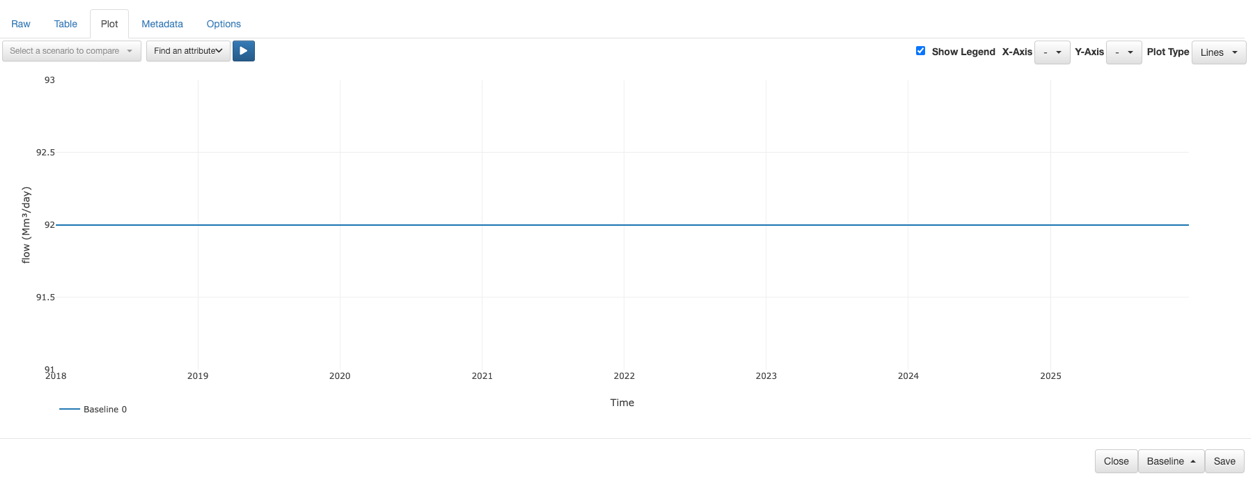 Raw Table Plot Metadata Options
Select a scenario to compare Find an attribute Show Legend X-Axis - Y-Axis - Plot Type Lines
93
92.5
92
91.5
91
flow (Mm³/day)
2018 2019 2020 2021 2022 2023 2024 2025
Time
Baseline 0
Close Baseline Save